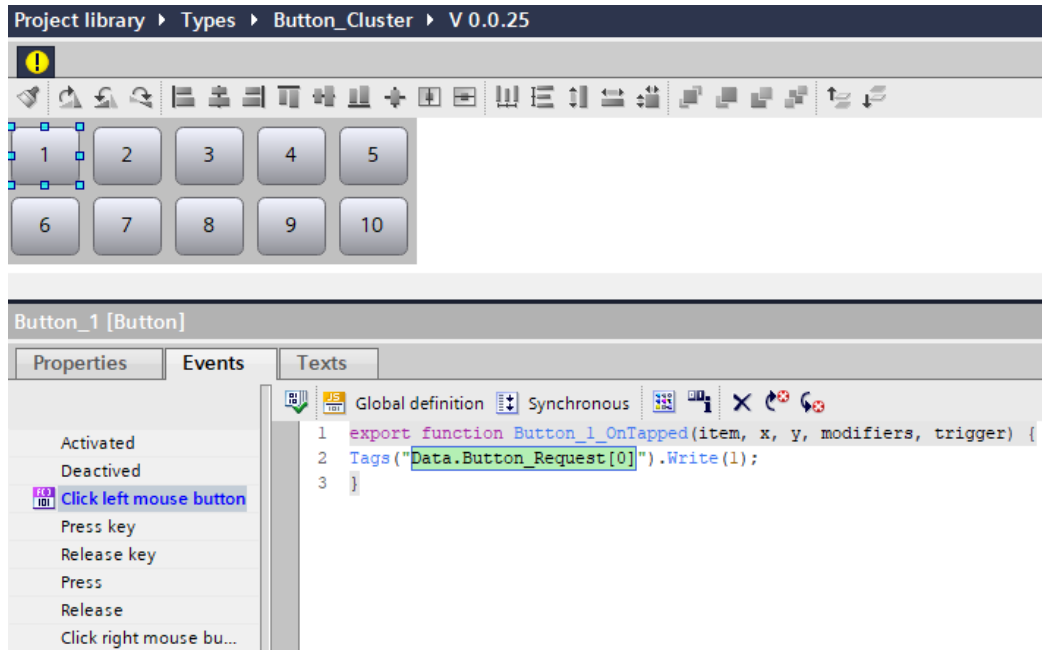 Project library ▸ Types ▸ Button_Cluster ▸ V 0.0.25
1 2 3 4 5
6 7 8 9 10
Button_1 [Button]
Properties Events Texts
Global definition Synchronous
Activated
Deactived
Click left mouse button
Press key
Release key
Press
Release
Click right mouse bu...
1 export function Button_1_OnTapped(item, x, y, modifiers, trigger) {
2 Tags("Data.Button_Request[0]").Write(1);
3 }